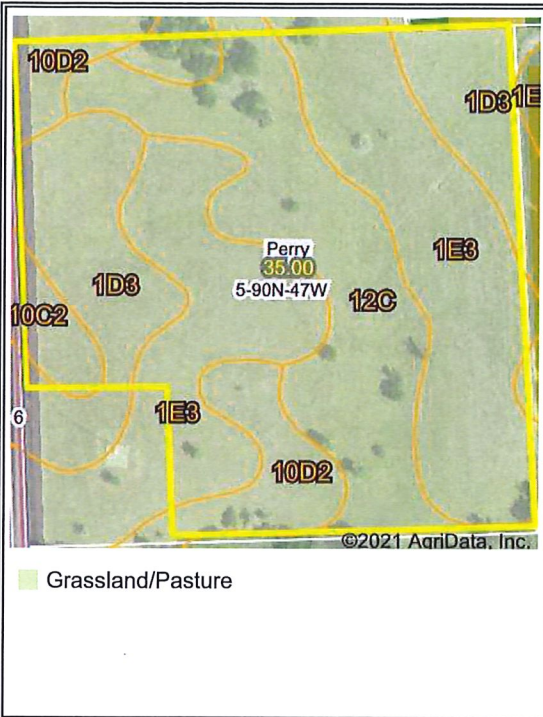 10D2
1D3 1E
Perry
35.00
5-90N-47W
1E3
1D3
12C
10C2
6
1E3
10D2
©2021 AgriData, Inc.
Grassland/Pasture